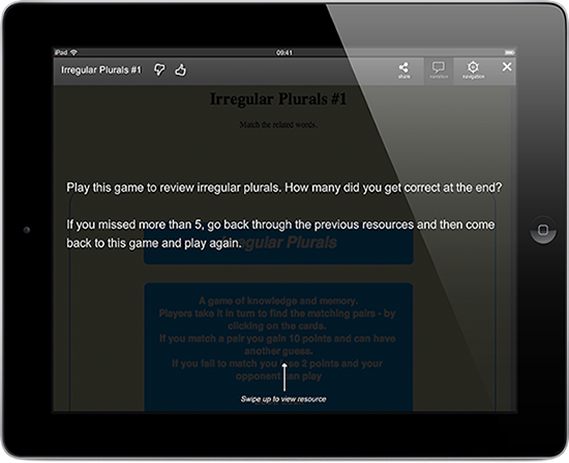 iPad 09:41
Irregular Plurals #1 share comment navigation
Irregular Plurals #1
Match the related words.
Play this game to review irregular plurals. How many did you get correct at the end?
If you missed more than 5, go back through the previous resources and then come
back to this game and play again.
Irregular Plurals
A game of knowledge and memory.
Players take it in turn to find the matching pairs - by
clicking on the cards.
If you match a pair you gain 10 points and can have
another guess.
If you fail to match you lose 2 points and your
opponent can play
Swipe up to view resource